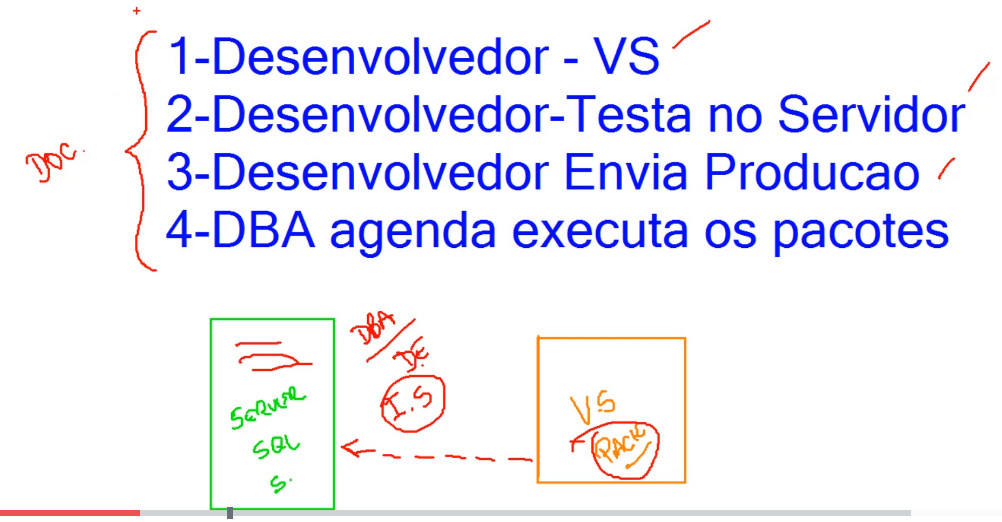 1-Desenvolvedor - VS
2-Desenvolvedor-Testa no Servidor
DOC.
3-Desenvolvedor Envia Producao
4-DBA agenda executa os pacotes
DBA
DE
I.S
SERVER
SQL
S.
VS
PACK